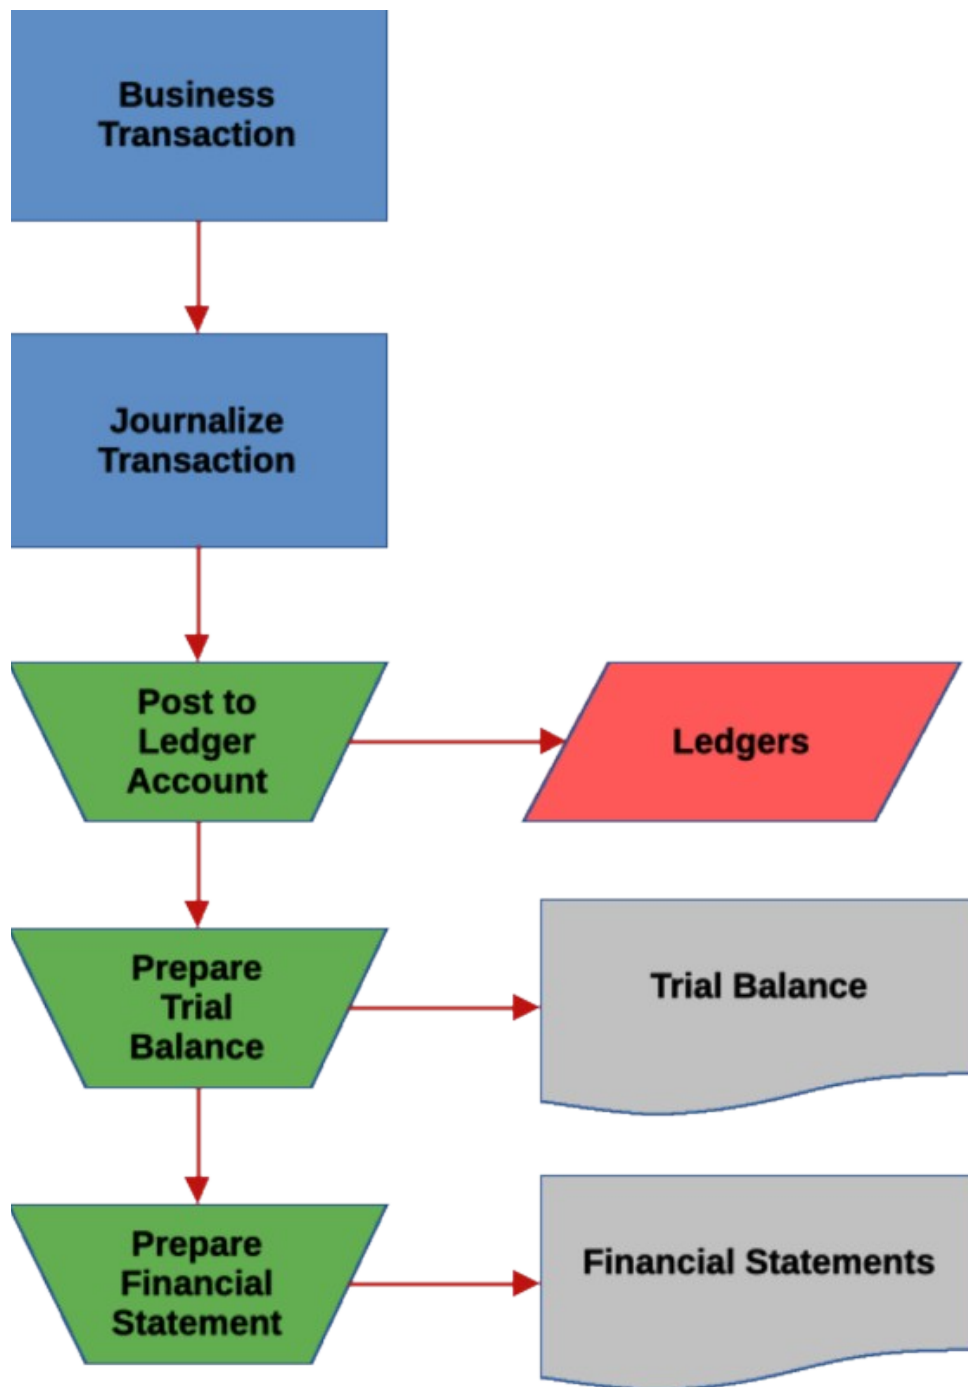 Business
Transaction
Journalize
Transaction
Post to
Ledger
Account
Ledgers
Prepare
Trial
Balance
Trial Balance
Prepare
Financial
Statement
Financial Statements